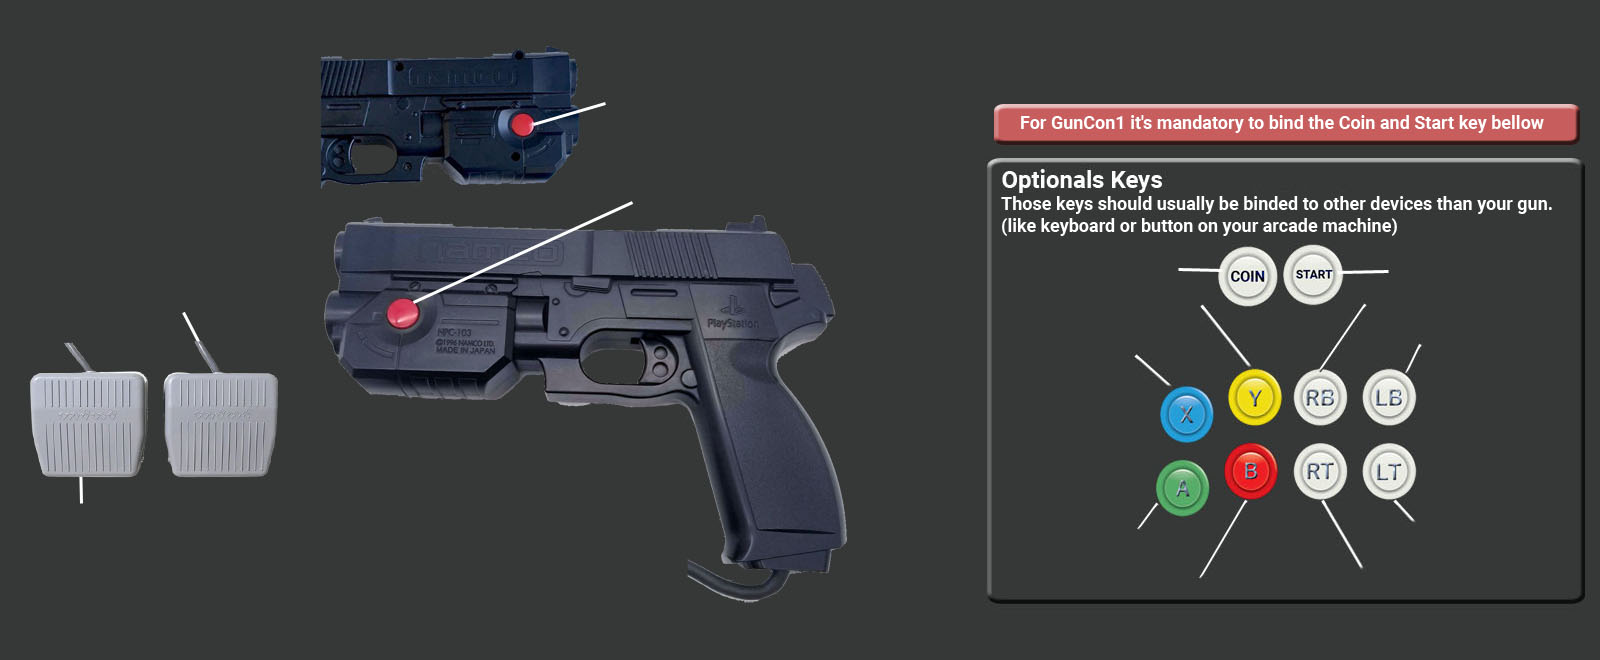 namco
For GunCon1 it's mandatory to bind the Coin and Start key bellow
Optionals Keys
Those keys should usually be binded to other devices than your gun.
(like keyboard or button on your arcade machine)
namco
COIN
START
PlayStation
NPC-103
©1996 NAMCO LTD.
MADE IN JAPAN
X
Y
RB
LB
A
B
RT
LT